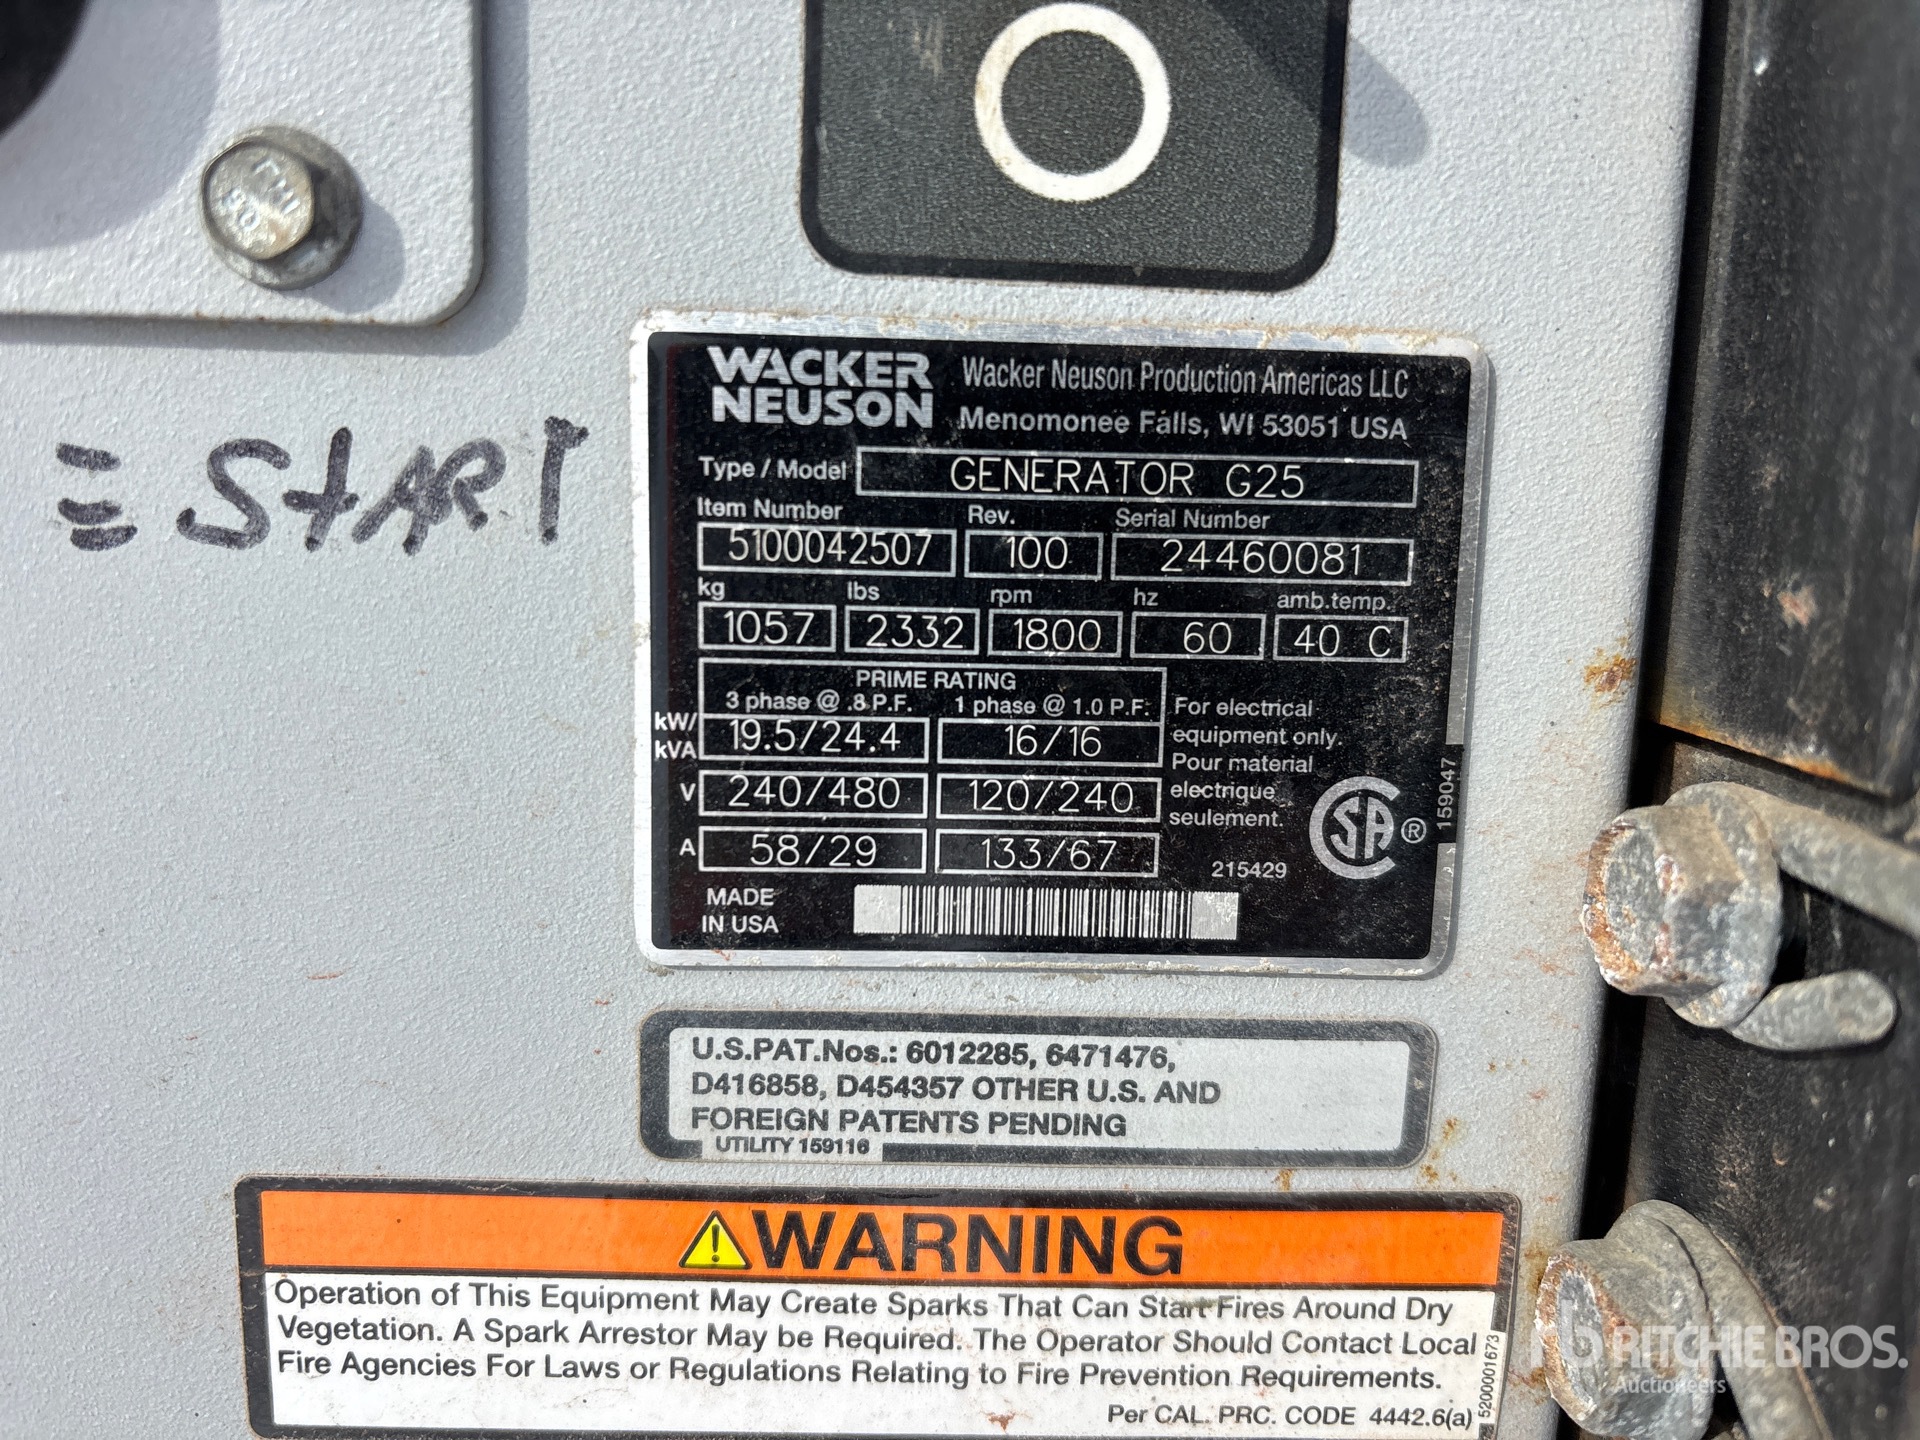 = START
WACKER
NEUSON
Wacker Neuson Production Americas LLC
Menomonee Falls, WI 53051 USA
Type / Model GENERATOR G25
Item Number Rev. Serial Number
5100042507 100 24460081
kg lbs rpm hz amb.temp.
1057 2332 1800 60 40 C
PRIME RATING
3 phase @ .8 P.F. 1 phase @ 1.0 P.F.
kW/
kVA 19.5/24.4 16/16
V 240/480 120/240
A 58/29 133/67
For electrical
equipment only.
Pour material
electrique
seulement.
SA ®
215429
159047
MADE
IN USA
U.S.PAT.Nos.: 6012285, 6471476,
D416858, D454357 OTHER U.S. AND
FOREIGN PATENTS PENDING
UTILITY 159116
WARNING
Operation of This Equipment May Create Sparks That Can Start Fires Around Dry
Vegetation. A Spark Arrestor May be Required. The Operator Should Contact Local
Fire Agencies For Laws or Regulations Relating to Fire Prevention Requirements.
Per CAL. PRC. CODE 4442.6(a)
5200001673
RITCHIE BROS.
Auctioneers